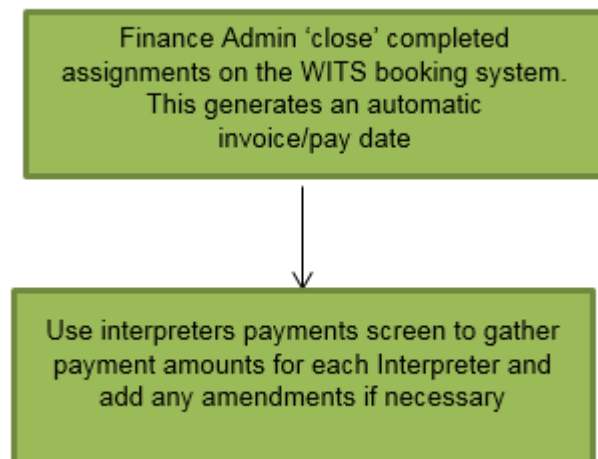 Finance Admin ‘close’ completed
assignments on the WITS booking system.
This generates an automatic
invoice/pay date
Use interpreters payments screen to gather
payment amounts for each Interpreter and
add any amendments if necessary